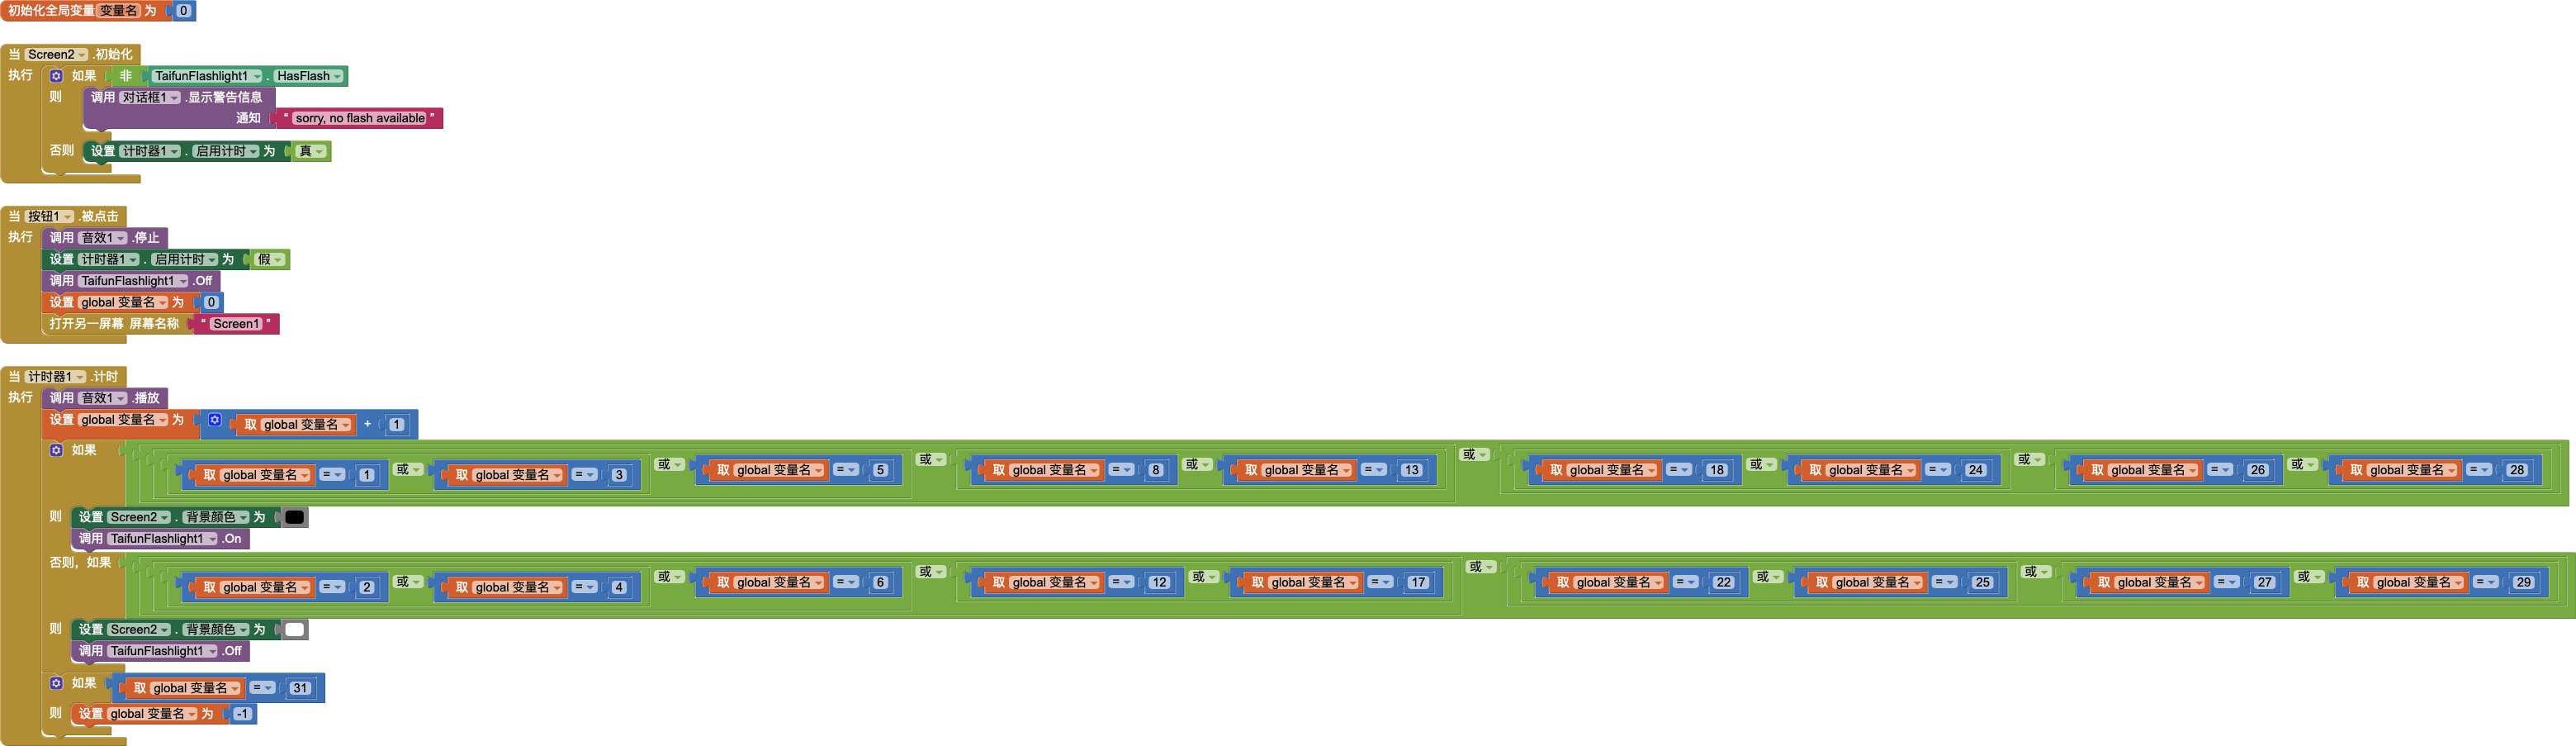 初始化全局变量 变量名 为 0
当 Screen2 .初始化
执行 如果 非 TaifunFlashlight1 . HasFlash
则 调用 对话框1 .显示警告信息
通知 “ sorry, no flash available ”
否则 设置 计时器1 . 启用计时 为 真
当 按钮1 .被点击
执行 调用 音效1 .停止
设置 计时器1 . 启用计时 为 假
调用 TaifunFlashlight1 .Off
设置 global 变量名 为 0
打开另一屏幕 屏幕名称 “ Screen1 ”
当 计时器1 .计时
执行 调用 音效1 .播放
设置 global 变量名 为 取 global 变量名 + 1
如果 取 global 变量名 = 1 或 取 global 变量名 = 3 或 取 global 变量名 = 5 或 取 global 变量名 = 8 或 取 global 变量名 = 13 或 取 global 变量名 = 18 或 取 global 变量名 = 24 或 取 global 变量名 = 26 或 取 global 变量名 = 28
则 设置 Screen2 . 背景颜色 为
调用 TaifunFlashlight1 .On
否则，如果 取 global 变量名 = 2 或 取 global 变量名 = 4 或 取 global 变量名 = 6 或 取 global 变量名 = 12 或 取 global 变量名 = 17 或 取 global 变量名 = 22 或 取 global 变量名 = 25 或 取 global 变量名 = 27 或 取 global 变量名 = 29
则 设置 Screen2 . 背景颜色 为
调用 TaifunFlashlight1 .Off
如果 取 global 变量名 = 31
则 设置 global 变量名 为 -1